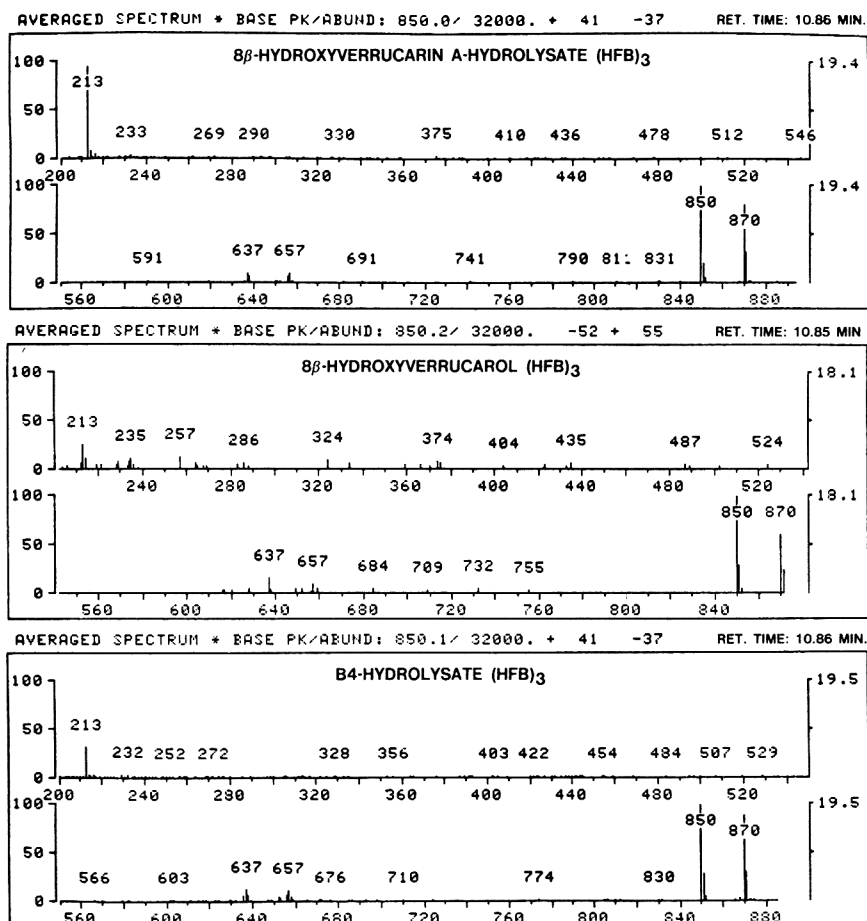 AVERAGED SPECTRUM * BASE PK/ABUND: 850.0/ 32000. + 41 -37 RET. TIME: 10.86 MIN.
8β-HYDROXYVERRUCARIN A-HYDROLYSATE (HFB)3
100 19.4
213
50
233 269 290 330 375 410 436 478 512 546
0
200 240 280 320 360 400 440 480 520
100 19.4
850 870
50
591 637 657 691 741 790 811 831
0
560 600 640 680 720 760 800 840 880
AVERAGED SPECTRUM * BASE PK/ABUND: 850.2/ 32000. -52 + 55 RET. TIME: 10.85 MIN
8β-HYDROXYVERRUCAROL (HFB)3
100 18.1
50
213 235 257 286 324 374 404 435 487 524
0
240 280 320 360 400 440 480 520
100 18.1
850 870
50
637 657 684 709 732 755
0
560 600 640 680 720 760 800 840
AVERAGED SPECTRUM * BASE PK/ABUND: 850.1/ 32000. + 41 -37 RET. TIME: 10.86 MIN.
B4-HYDROLYSATE (HFB)3
100 19.5
50
213 232 252 272 328 356 403 422 454 484 507 529
0
200 240 280 320 360 400 440 480 520
100 19.5
850 870
50
566 603 637 657 676 710 774 830
0
560 600 640 680 720 760 800 840 880